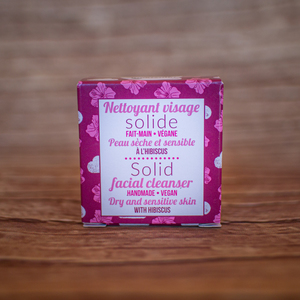 Nettoyant visage
solide
FAIT-MAIN • VÉGANE
Peau sèche et sensible
À L'HIBISCUS
Solid
facial cleanser
HANDMADE • VEGAN
Dry and sensitive skin
WITH HIBISCUS